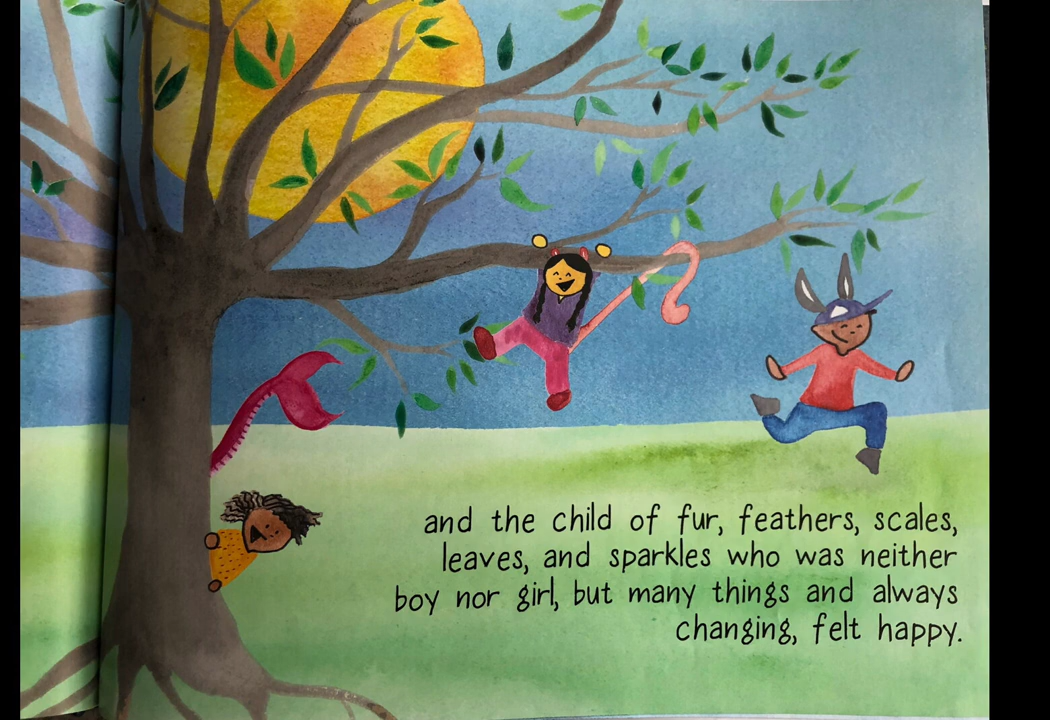 and the child of fur, feathers, scales,
leaves, and sparkles who was neither
boy nor girl, but many things and always
changing, felt happy.